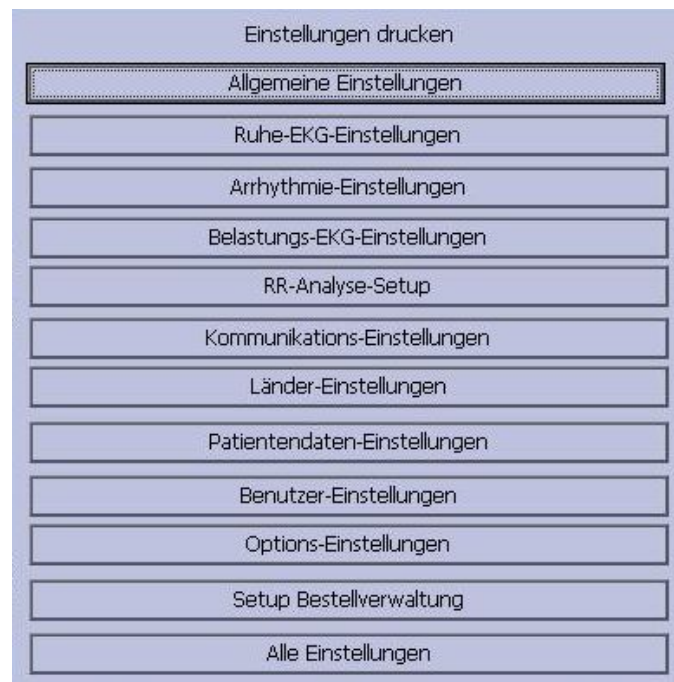 Einstellungen drucken
Allgemeine Einstellungen
Ruhe-EKG-Einstellungen
Arrhythmie-Einstellungen
Belastungs-EKG-Einstellungen
RR-Analyse-Setup
Kommunikations-Einstellungen
Länder-Einstellungen
Patientendaten-Einstellungen
Benutzer-Einstellungen
Options-Einstellungen
Setup Bestellverwaltung
Alle Einstellungen